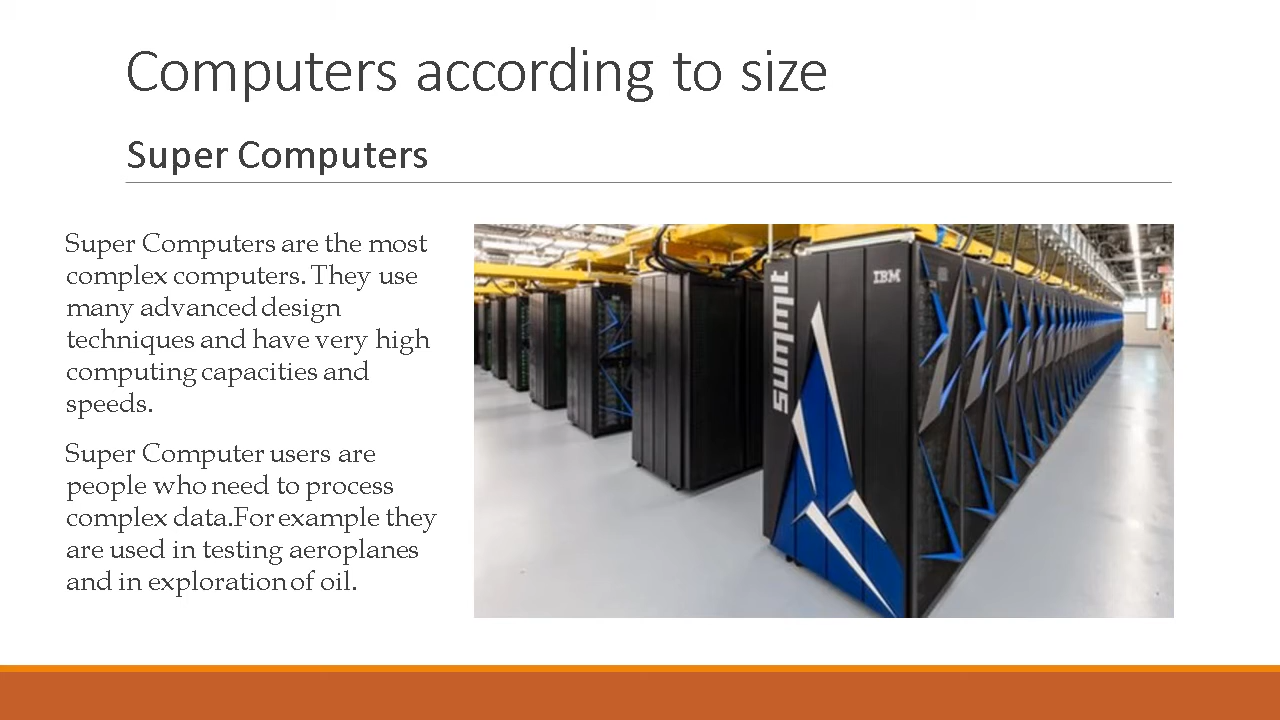 Computers according to size
Super Computers
Super Computers are the most
complex computers. They use
many advanced design
techniques and have very high
computing capacities and
speeds.
Super Computer users are
people who need to process
complex data.For example they
are used in testing aeroplanes
and in exploration of oil.
summit
IBM